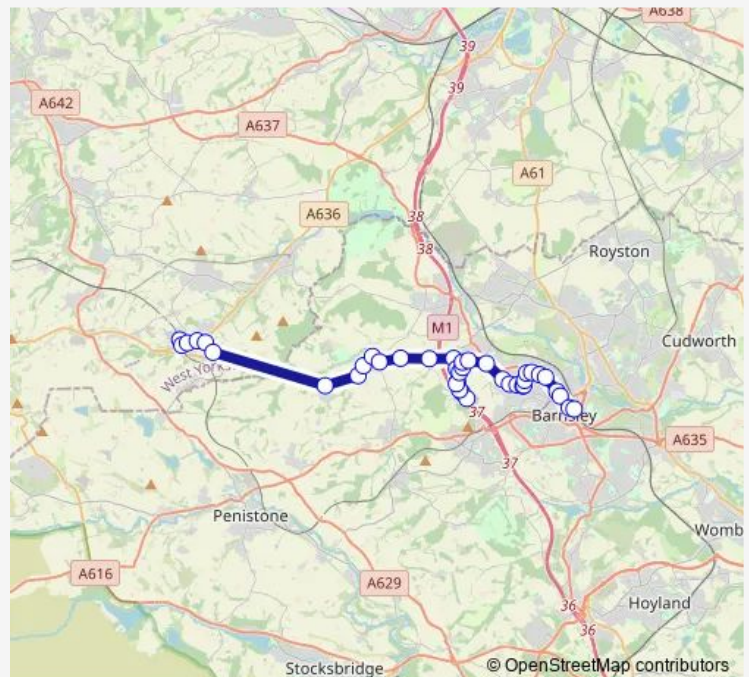 A638
39
A642
39
A637
A61
A636
38
Royston
38
M1
Cudworth
West Yorks
37
Barnsley
A635
37
Penistone
Womb
A616
A629
36
Hoyland
36
Stocksbridge
© OpenStreetMap contributors